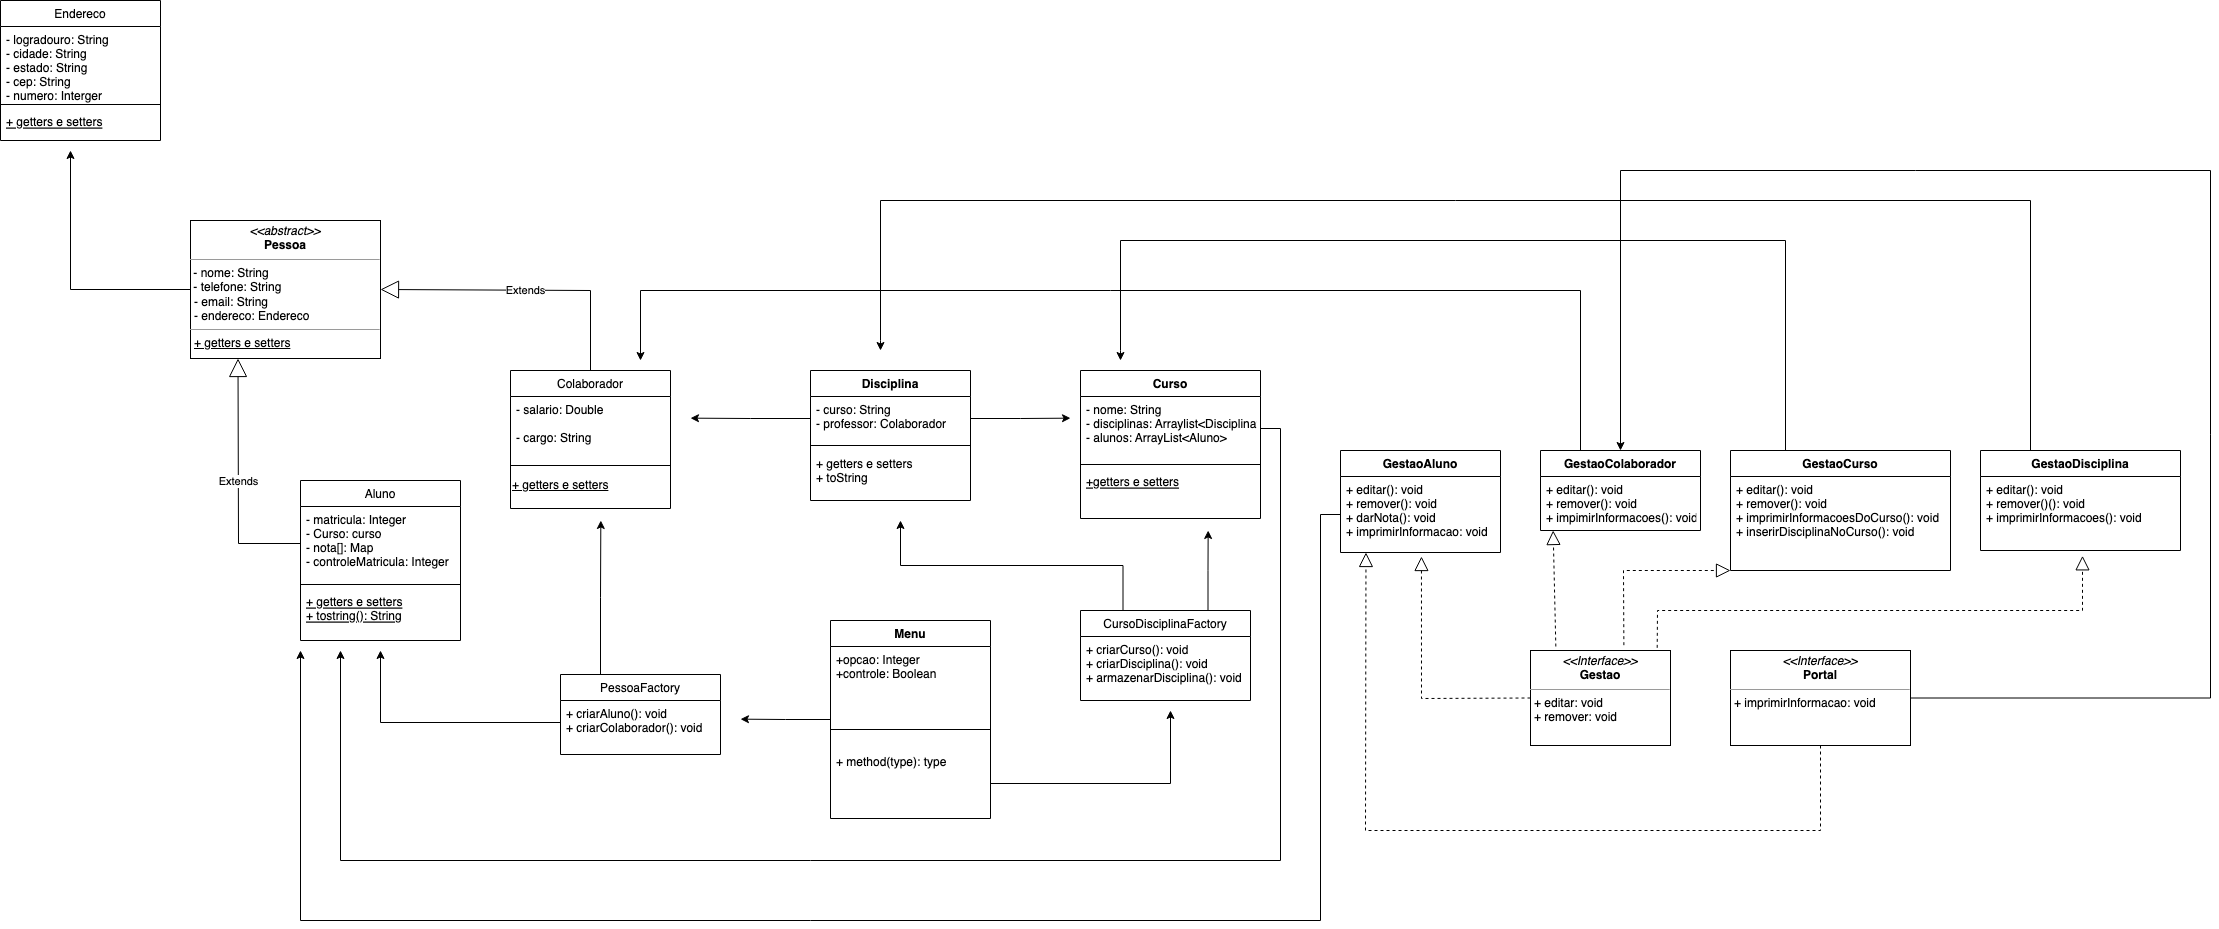 Endereco
- logradouro: String
- cidade: String
- estado: String
- cep: String
- numero: Interger
+ getters e setters
<<abstract>>
Pessoa
- nome: String
- telefone: String
- email: String
- endereco: Endereco
+ getters e setters
Extends
Extends
Aluno
- matricula: Integer
- Curso: curso
- nota[]: Map
- controleMatricula: Integer
+ getters e setters
+ tostring(): String
Colaborador
- salario: Double
- cargo: String
+ getters e setters
Disciplina
- curso: String
- professor: Colaborador
+ getters e setters
+ toString
Curso
- nome: String
- disciplinas: Arraylist<Disciplina
- alunos: ArrayList<Aluno>
+getters e setters
GestaoAluno
+ editar(): void
+ remover(): void
+ darNota(): void
+ imprimirInformacao: void
GestaoColaborador
+ editar(): void
+ remover(): void
+ impimirInformacoes(): void
GestaoCurso
+ editar(): void
+ remover(): void
+ imprimirInformacoesDoCurso(): void
+ inserirDisciplinaNoCurso(): void
GestaoDisciplina
+ editar(): void
+ remover()(): void
+ imprimirInformacoes(): void
PessoaFactory
+ criarAluno(): void
+ criarColaborador(): void
Menu
+opcao: Integer
+controle: Boolean
+ method(type): type
CursoDisciplinaFactory
+ criarCurso(): void
+ criarDisciplina(): void
+ armazenarDisciplina(): void
<<Interface>>
Gestao
+ editar: void
+ remover: void
<<Interface>>
Portal
+ imprimirInformacao: void